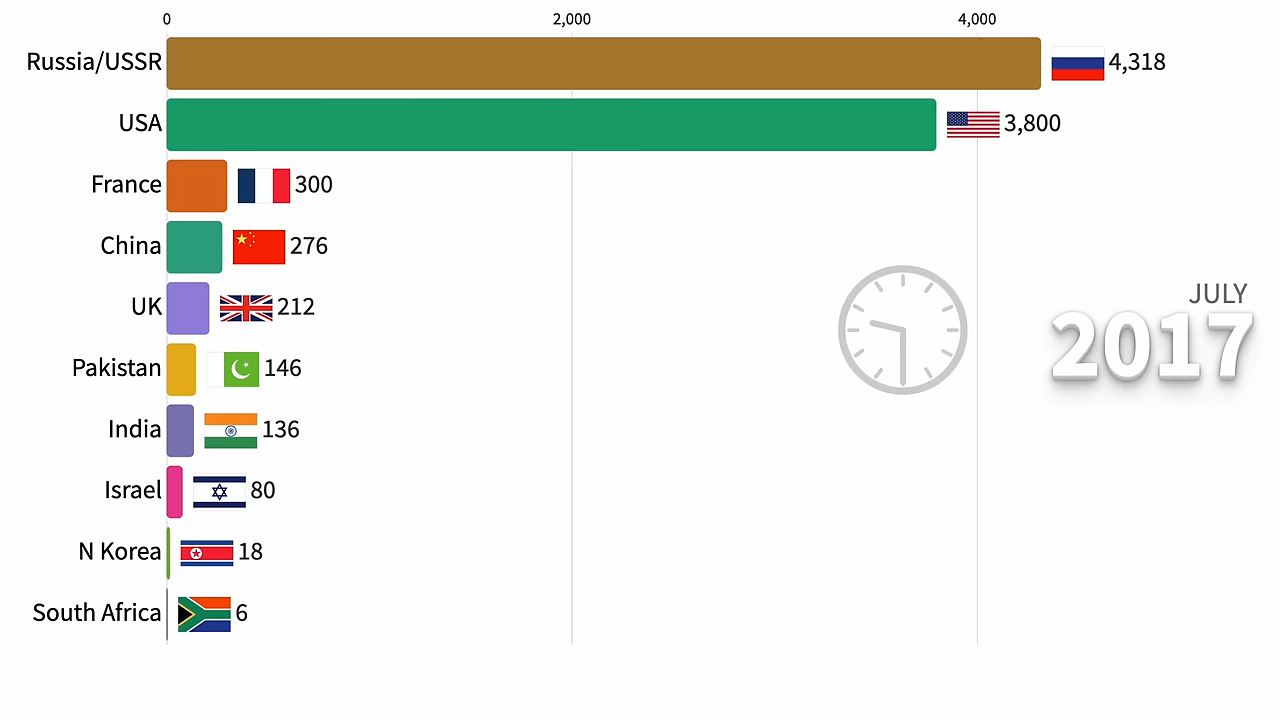 0 2,000 4,000
Russia/USSR 4,318
USA 3,800
France 300
China 276
UK 212
Pakistan 146
India 136
Israel 80
N Korea 18
South Africa 6
JULY
2017